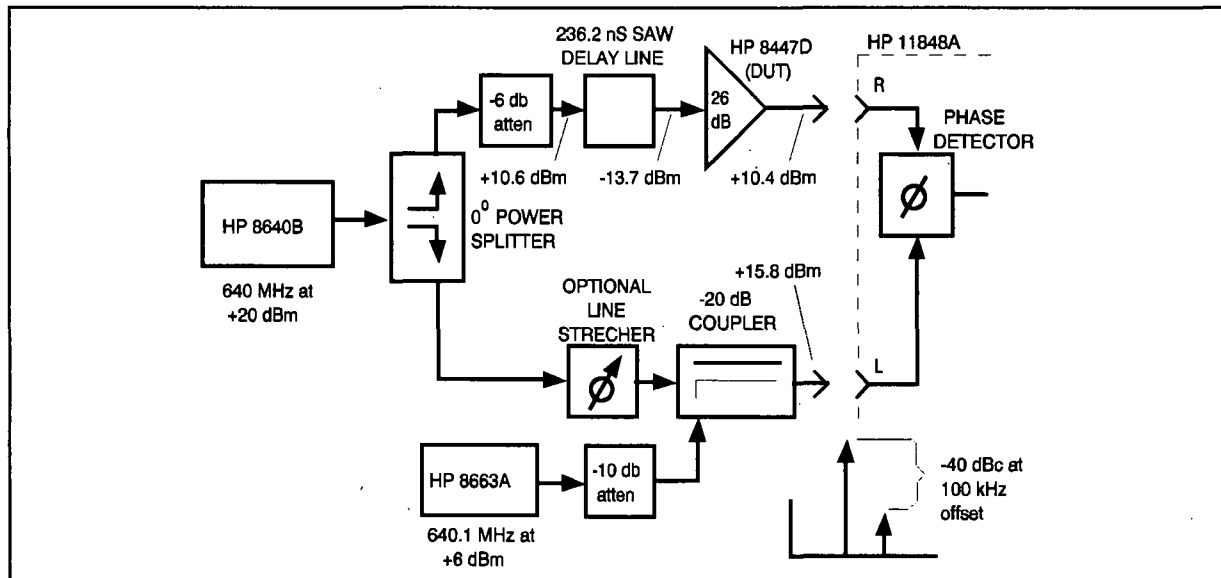 236.2 nS SAW
DELAY LINE
HP 8447D
(DUT)
HP 11848A
-6 db
atten
26
dB
R
PHASE
DETECTOR
+10.6 dBm
-13.7 dBm
+10.4 dBm
Ø
HP 8640B
0⁰ POWER
SPLITTER
640 MHz at
+20 dBm
OPTIONAL
LINE
STRECHER
-20 dB
COUPLER
+15.8 dBm
L
Ø
HP 8663A
-10 db
atten
640.1 MHz at
+6 dBm
-40 dBc at
100 kHz
offset